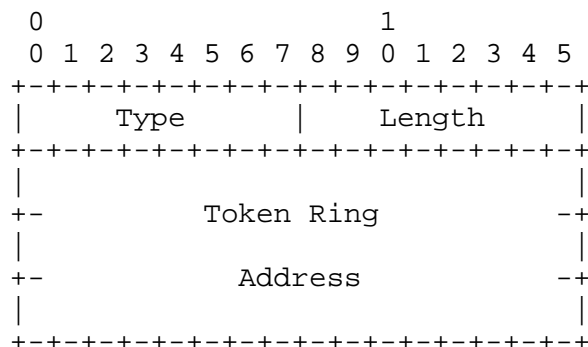 0                   1
 0 1 2 3 4 5 6 7 8 9 0 1 2 3 4 5
+-+-+-+-+-+-+-+-+-+-+-+-+-+-+-+-+
|     Type      |    Length     |
+-+-+-+-+-+-+-+-+-+-+-+-+-+-+-+-+
|                               |
+-         Token Ring          -+
|                               |
+-           Address           -+
|                               |
+-+-+-+-+-+-+-+-+-+-+-+-+-+-+-+-+